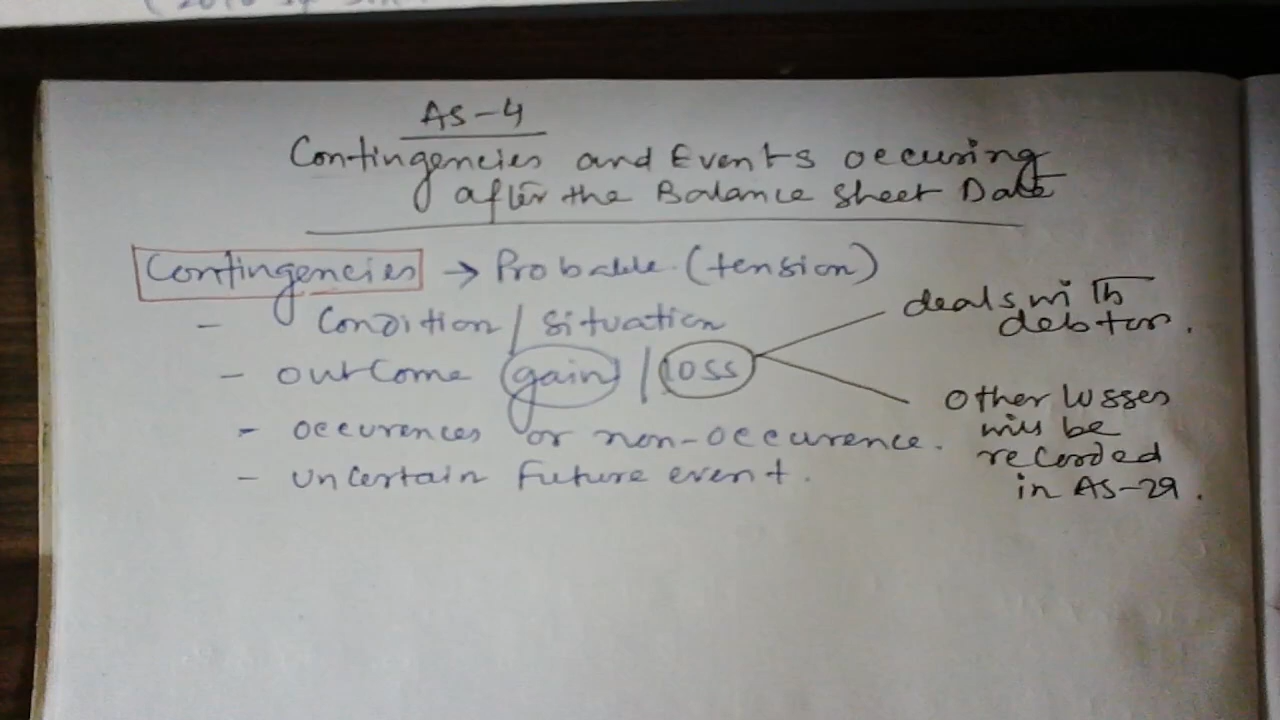 AS-4
Contingencies and Events occuring
after the Balance Sheet Date
Contingencies → Probable (tension)
- Condition / Situation
- outcome gain / loss
- occurences or non-occurence.
- Uncertain Future event.
deals with
debtor.
Other losses
will be
recorded
in AS-29.